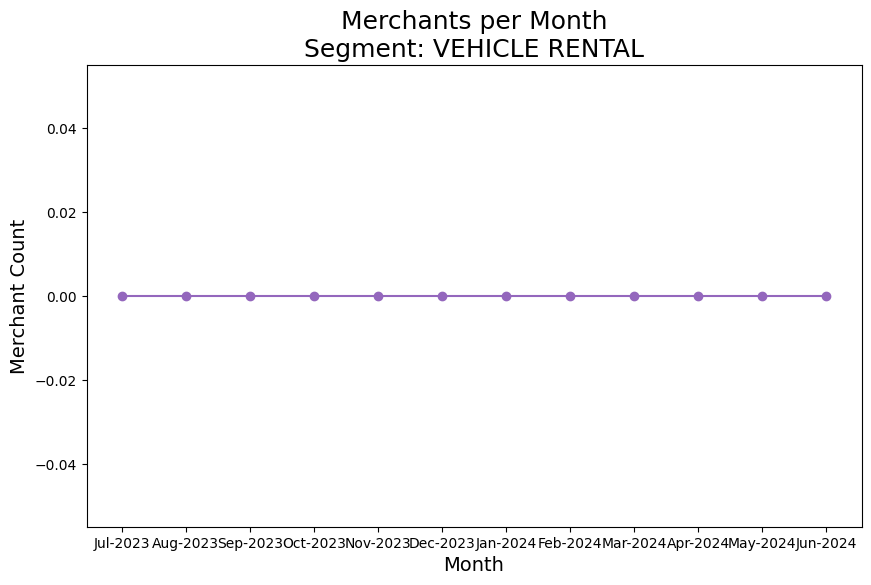 Merchants per Month
Segment: VEHICLE RENTAL
Merchant Count
0.04
0.02
0.00
−0.02
−0.04
Jul-2023 Aug-2023 Sep-2023 Oct-2023 Nov-2023 Dec-2023 Jan-2024 Feb-2024 Mar-2024 Apr-2024 May-2024 Jun-2024
Month